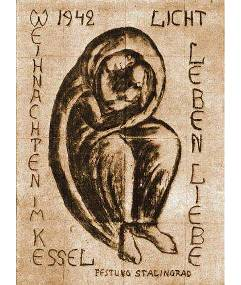 1942
LICHT
LEBEN
LIEBE
WEIHNACHTEN IM
KESSEL
FESTUNG STALINGRAD